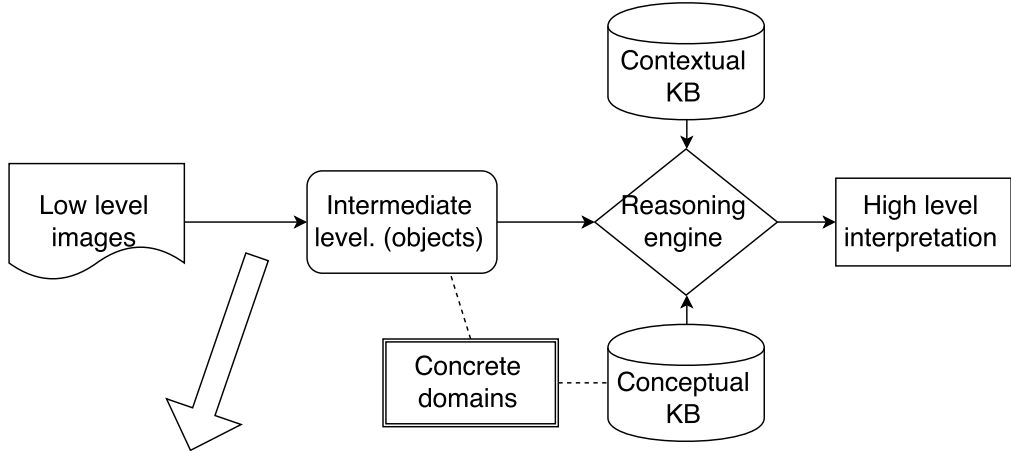 Contextual
KB
Low level
images
Intermediate
level. (objects)
Reasoning
engine
High level
interpretation
Concrete
domains
Conceptual
KB